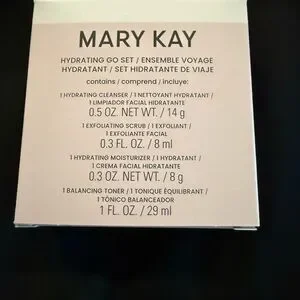 MARY KAY
HYDRATING GO SET / ENSEMBLE VOYAGE
HYDRATANT / SET HIDRATANTE DE VIAJE
contains / comprend / incluye:
1 HYDRATING CLEANSER / 1 NETTOYANT HYDRATANT /
1 LIMPIADOR FACIAL HIDRATANTE
0.5 OZ. NET WT. / 14 g
1 EXFOLIATING SCRUB / 1 EXFOLIANT /
1 EXFOLIANTE FACIAL
0.3 FL. OZ. / 8 ml
1 HYDRATING MOISTURIZER / 1 HYDRATANT /
1 CREMA FACIAL HIDRATANTE
0.3 OZ. NET WT. / 8 g
1 BALANCING TONER / 1 TONIQUE ÉQUILIBRANT /
1 TÓNICO BALANCEADOR
1 FL. OZ. / 29 ml